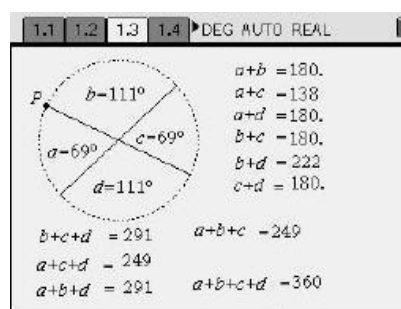 1.1 1.2 1.3 1.4 DEG AUTO REAL
P
b=111°
a=69°
c=69°
d=111°
a+b =180.
a+c =138
a+d =180.
b+c =180.
b+d =222
c+d = 180.
b+c+d = 291
a+b+c =249
a+c+d = 249
a+b+d = 291
a+b+c+d =360